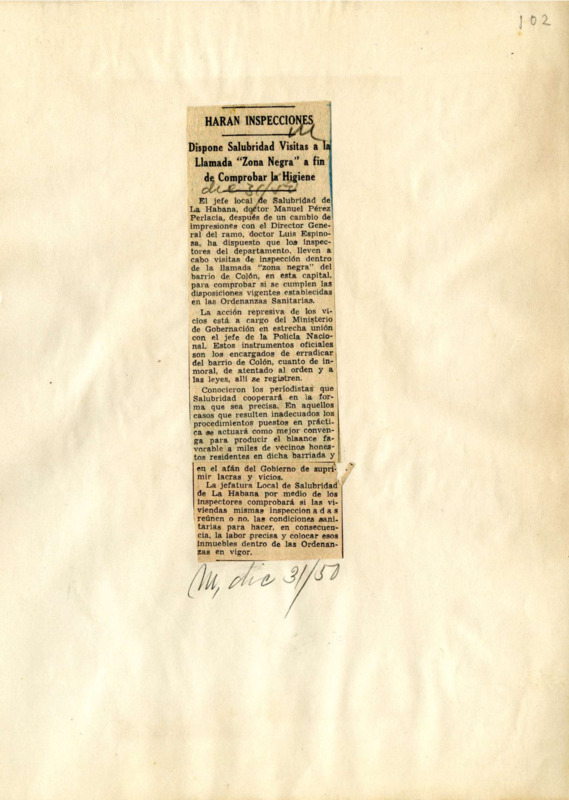 102
HARAN INSPECCIONES
M
Dispone Salubridad Visitas a la
Llamada "Zona Negra" a fin
de Comprobar la Higiene
dic 31/50
El jefe local de Salubridad de
La Habana, doctor Manuel Pérez
Perlacia, después de un cambio de
impresiones con el Director Gene-
ral del ramo, doctor Luis Espino-
sa, ha dispuesto que los inspec-
tores del departamento, lleven a
cabo visitas de inspección dentro
de la llamada "zona negra" del
barrio de Colón, en esta capital,
para comprobar si se cumplen las
disposiciones vigentes establecidas
en las Ordenanzas Sanitarias.
La acción represiva de los vi-
cios está a cargo del Ministerio
de Gobernación en estrecha unión
con el jefe de la Policía Nacio-
nal. Estos instrumentos oficiales
son los encargados de erradicar
del barrio de Colón, cuanto de in-
moral, de atentado al orden y a
las leyes, allí se registren.
Conocieron los periodistas que
Salubridad cooperará en la for-
ma que sea precisa. En aquellos
casos que resulten inadecuados los
procedimientos puestos en prácti-
ca se actuará como mejor conven-
ga para producir el blaance fa-
vorable a miles de vecinos hones-
tos residentes en dicha barriada y
en el afán del Gobierno de supri-
mir lacras y vicios.
La jefatura Local de Salubridad
de La Habana por medio de los
inspectores comprobará si las vi-
viendas mismas inspeccionadas
reúnen o no, las condiciones sani-
tarias para hacer, en consecuen-
cia, la labor precisa y colocar esos
inmuebles dentro de las Ordenan-
zas en vigor.
M, dic 31/50